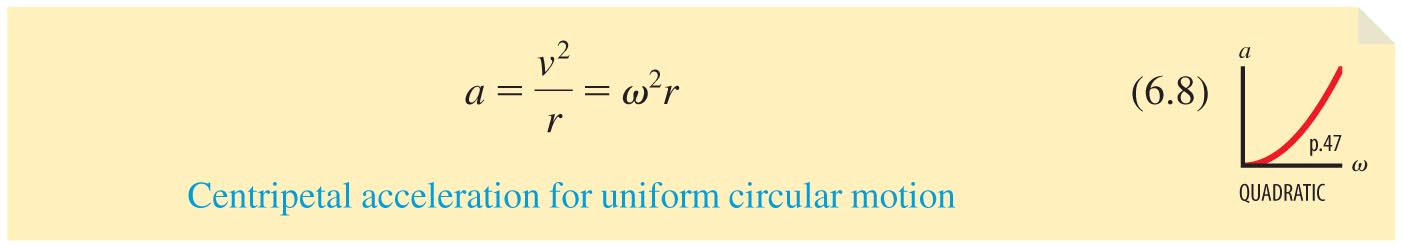 a = v²/r = ω²r
(6.8)
Centripetal acceleration for uniform circular motion
a
p.47
ω
QUADRATIC